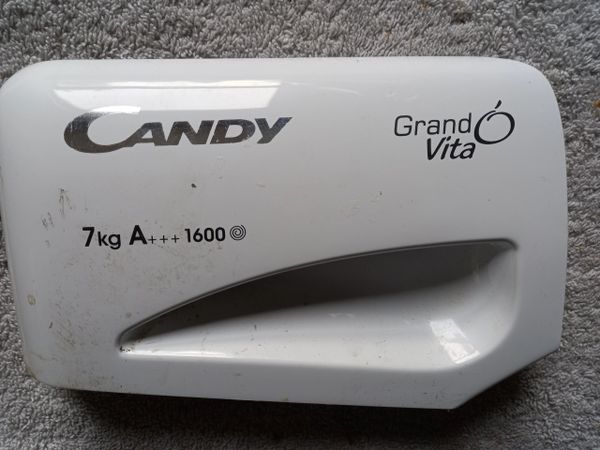 CANDY
Grand Ó
Vita
7kg A+++ 1600